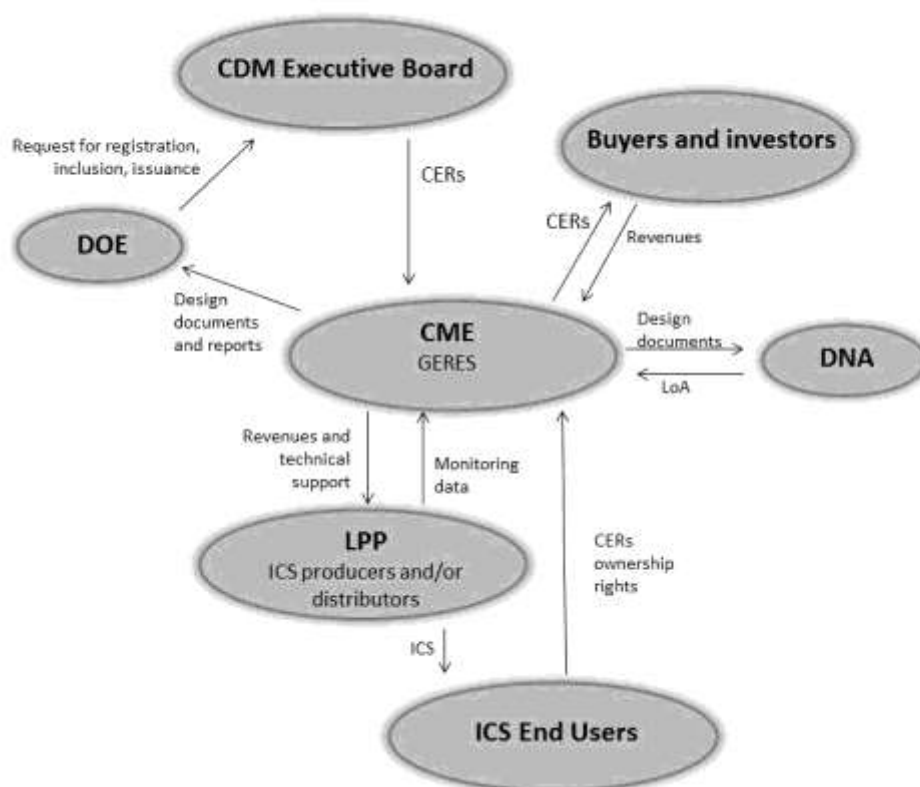 CDM Executive Board
Buyers and investors
Request for registration,
inclusion, issuance
CERs
CERs
Revenues
DOE
Design
documents
and reports
CME
GERES
Design
documents
LoA
DNA
Revenues and
technical
support
Monitoring
data
LPP
ICS producers and/or
distributors
CERs
ownership
rights
ICS
ICS End Users